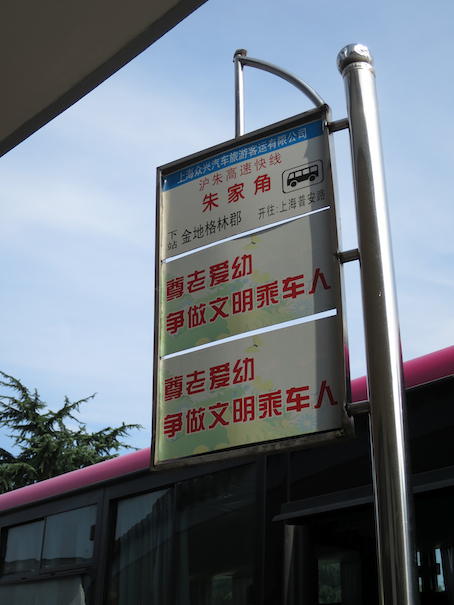 上海众兴汽车旅游客运有限公司
沪朱高速快线
朱家角
下站 金地格林郡 开往:上海普安路
尊老爱幼
争做文明乘车人
尊老爱幼
争做文明乘车人